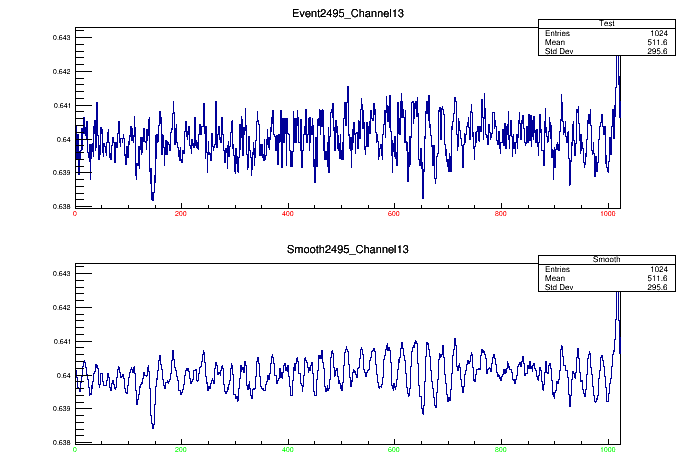 Event2495_Channel13
Test
Entries 1024
Mean 511.6
Std Dev 295.6
0.643
0.642
0.641
0.64
0.639
0.638
0 200 400 600 800 1000
Smooth2495_Channel13
Smooth
Entries 1024
Mean 511.6
Std Dev 295.6
0.643
0.642
0.641
0.64
0.639
0.638
0 200 400 600 800 1000